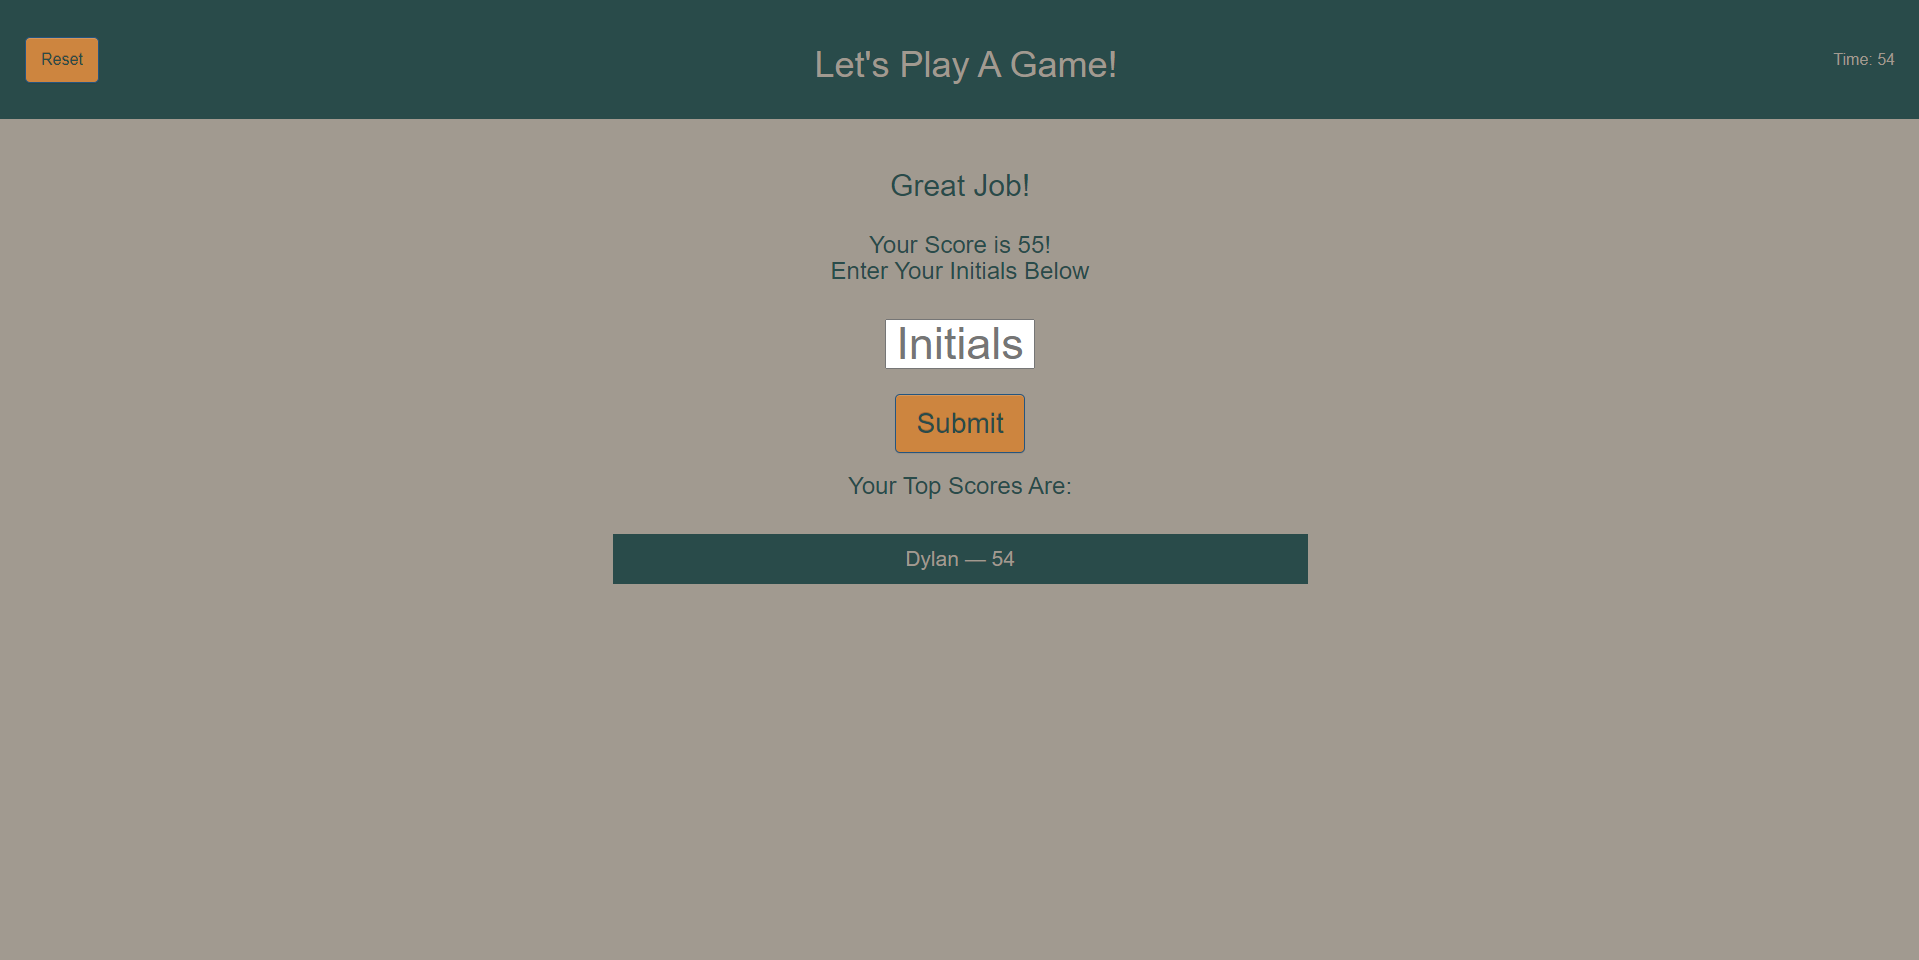 Reset
Let's Play A Game!
Time: 54
Great Job!
Your Score is 55!
Enter Your Initials Below
Initials
Submit
Your Top Scores Are:
Dylan — 54